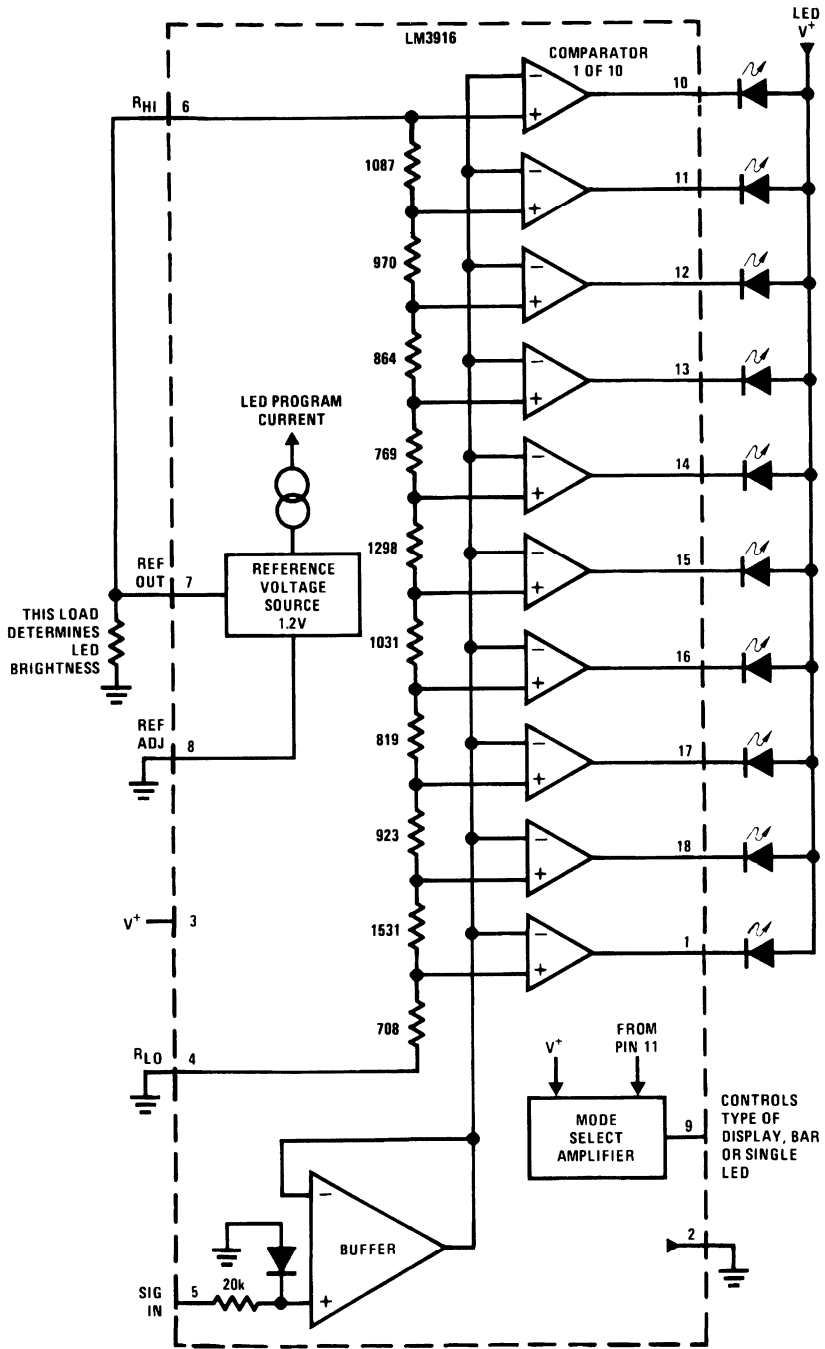 LM3916
LED
V+
COMPARATOR
1 OF 10
10
RHI
6
1087
11
970
12
864
13
LED PROGRAM
CURRENT
769
14
1298
15
REF
OUT
7
REFERENCE
VOLTAGE
SOURCE
1.2V
THIS LOAD
DETERMINES
LED
BRIGHTNESS
1031
16
REF
ADJ
8
819
17
923
18
V+
3
1531
1
708
RLO
4
V+
FROM
PIN 11
MODE
SELECT
AMPLIFIER
9
CONTROLS
TYPE OF
DISPLAY, BAR
OR SINGLE
LED
BUFFER
2
SIG
IN
5
20k
− +
− +
− +
− +
− +
− +
− +
− +
− +
− +
− +